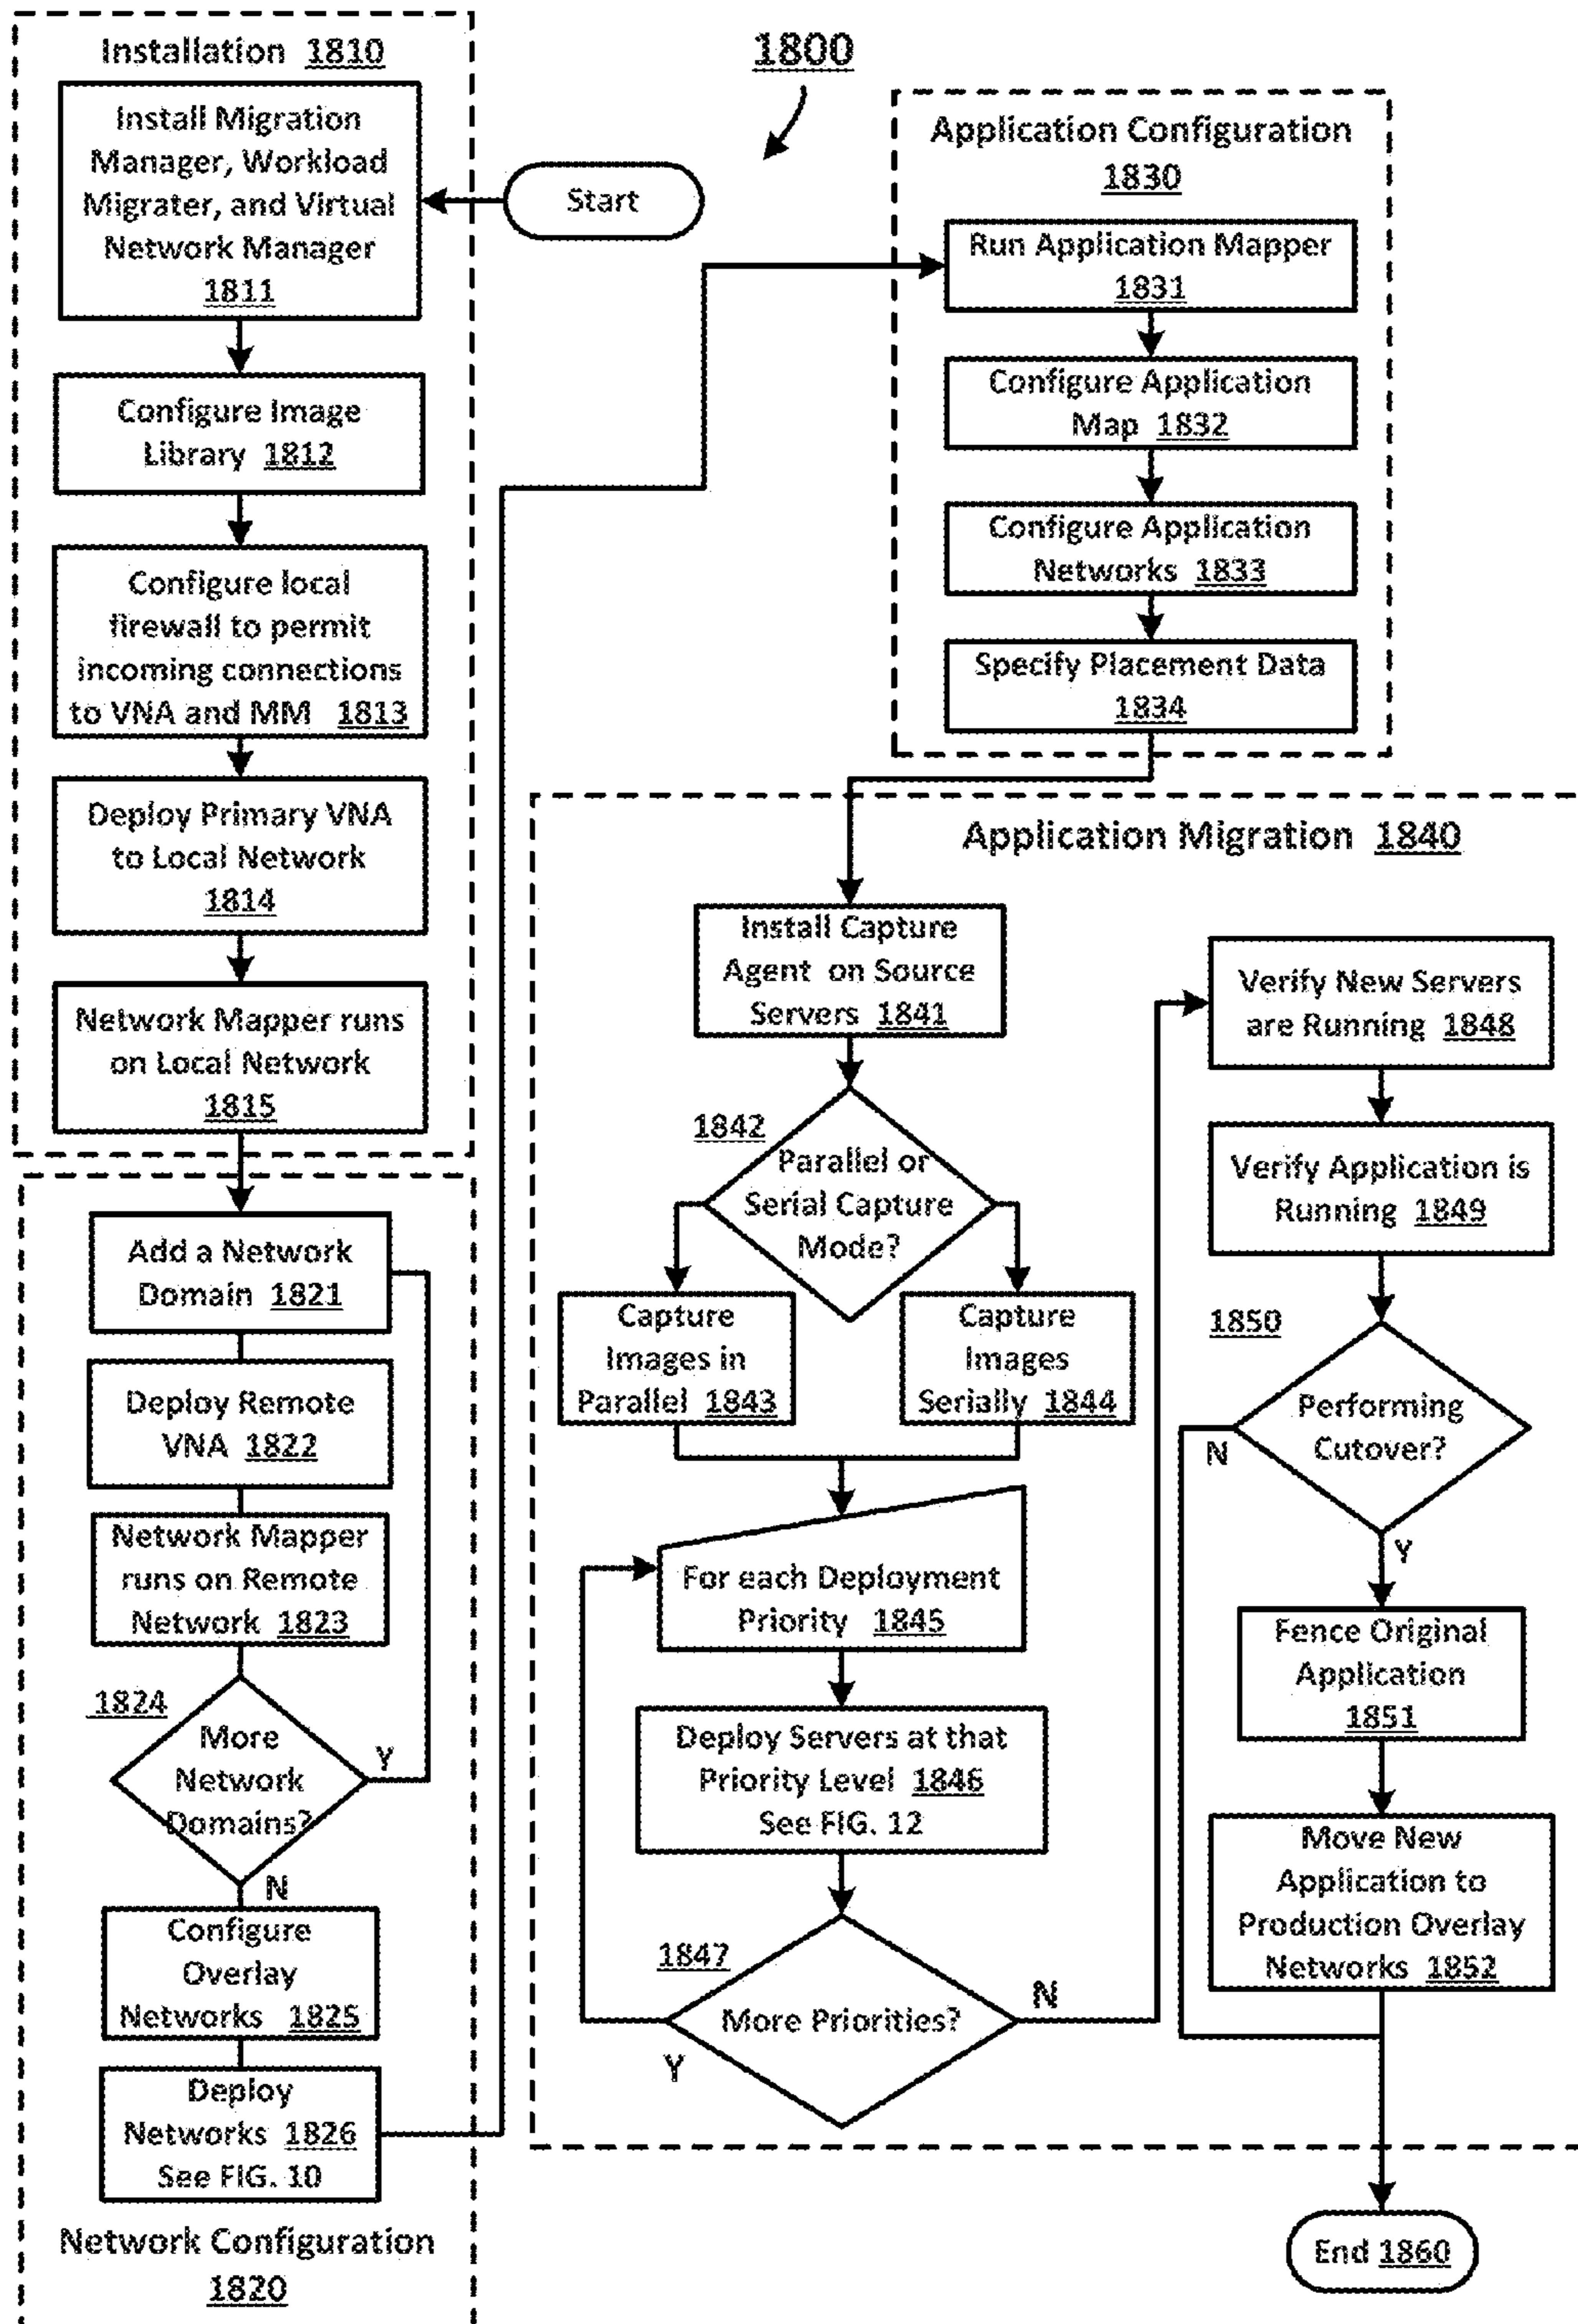 1800
Installation 1810
Start
Install Migration
Manager, Workload
Migrater, and Virtual
Network Manager
1811
Configure Image
Library 1812
Configure local
firewall to permit
incoming connections
to VNA and MM 1813
Deploy Primary VNA
to Local Network
1814
Network Mapper runs
on Local Network
1815
Add a Network
Domain 1821
Deploy Remote
VNA 1822
Network Mapper
runs on Remote
Network 1823
1824
More
Network
Domains?
Y
N
Configure
Overlay
Networks 1825
Deploy
Networks 1826
See FIG. 10
Network Configuration
1820
Application Configuration
1830
Run Application Mapper
1831
Configure Application
Map 1832
Configure Application
Networks 1833
Specify Placement Data
1834
Application Migration 1840
Install Capture
Agent on Source
Servers 1841
1842
Parallel or
Serial Capture
Mode?
Capture
Images in
Parallel 1843
Capture
Images
Serially 1844
For each Deployment
Priority 1845
Deploy Servers at that
Priority Level 1846
See FIG. 12
1847
More Priorities?
Y
N
Verify New Servers
are Running 1848
Verify Application is
Running 1849
1850
Performing
Cutover?
N
Y
Fence Original
Application
1851
Move New
Application to
Production Overlay
Networks 1852
End 1860